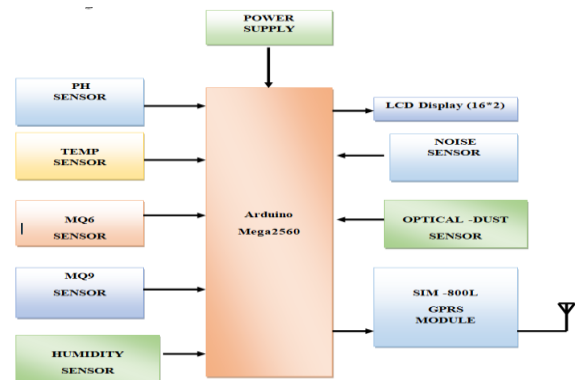 POWER
SUPPLY
PH
SENSOR
TEMP
SENSOR
MQ6
SENSOR
MQ9
SENSOR
HUMIDITY
SENSOR
Arduino
Mega2560
LCD Display (16*2)
NOISE
SENSOR
OPTICAL -DUST
SENSOR
SIM -800L
GPRS
MODULE